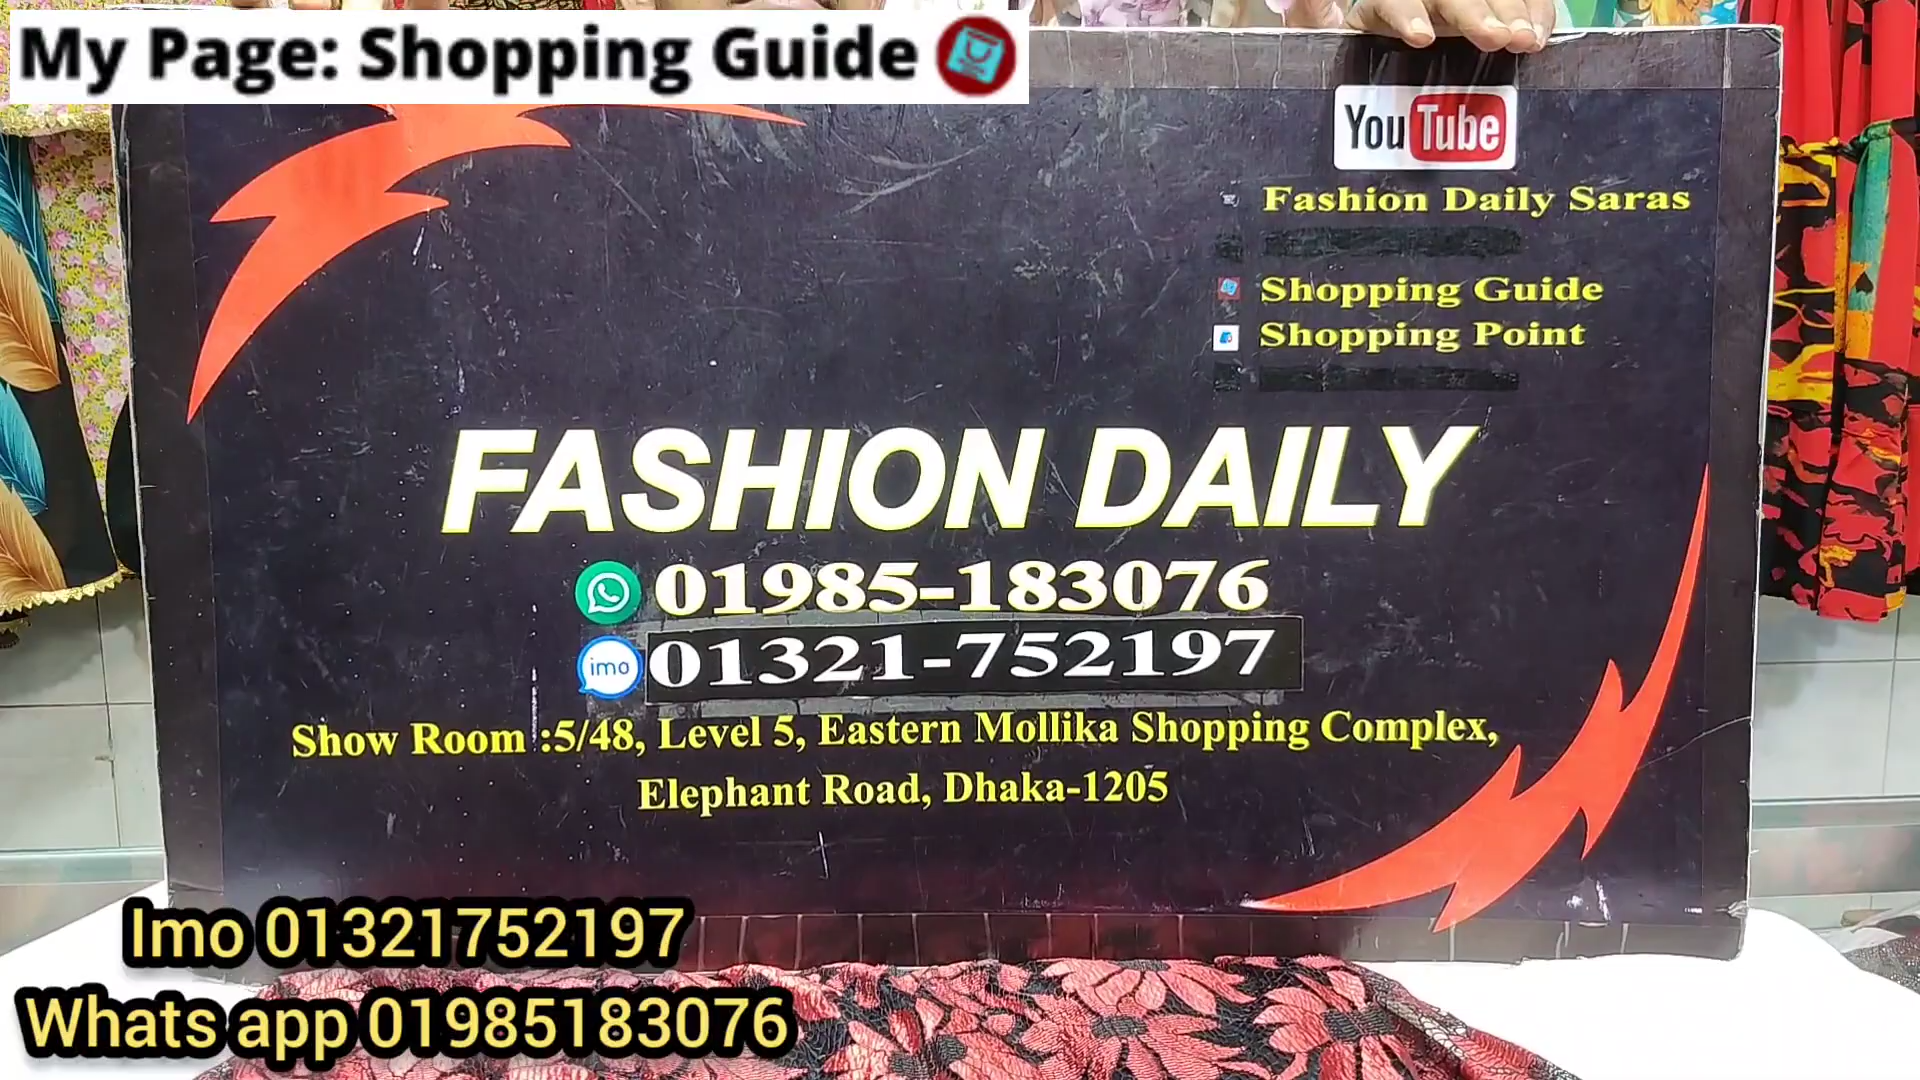 My Page: Shopping Guide
YouTube
Fashion Daily Saras
Shopping Guide
Shopping Point
FASHION DAILY
01985-183076
imo 01321-752197
Show Room :5/48, Level 5, Eastern Mollika Shopping Complex,
Elephant Road, Dhaka-1205
Imo 01321752197
Whats app 01985183076